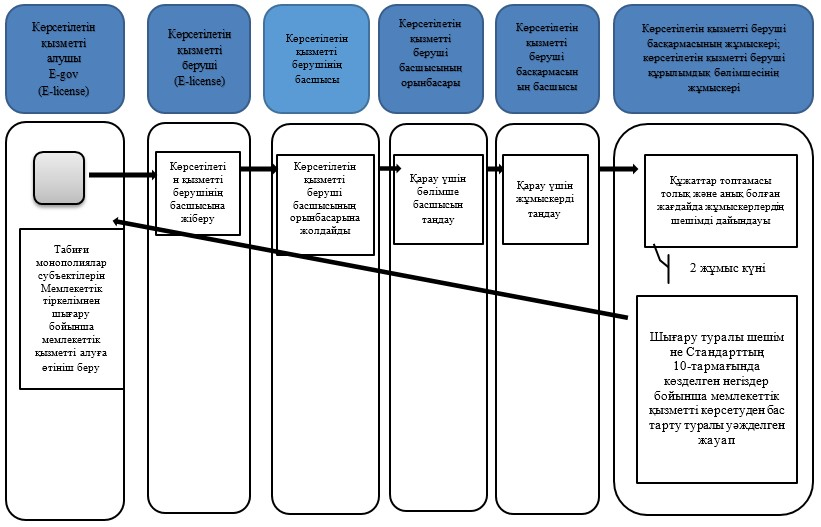 Көрсетілетін
қызметті
алушы
E-gov
(E-license)
Көрсетілетін
қызметті
беруші
(E-license)
Көрсетілетін
қызметті
берушінің
басшысы
Көрсетілетін
қызметті
беруші
басшысының
орынбасары
Көрсетілетін
қызметті
беруші
басқармасын
ың басшысы
Көрсетілетін қызметті беруші
басқармасының жұмыскері;
көрсетілетін қызметті беруші
құрылымдық бөлімшесінің
жұмыскері
Көрсетілеті
н қызметті
берушінің
басшысына
жіберу
Көрсетілетін
қызметті
беруші
басшысының
орынбасарына
жолдайды
Қарау үшін
бөлімше
басшысын
таңдау
Қарау үшін
жұмыскерді
таңдау
Құжаттар топтамасы
толық және анық болған
жағдайда жұмыскерлердің
шешімді дайындауы
2 жұмыс күні
Табиғи
монополиялар
субъектілерін
Мемлекеттік
тіркелімнен
шығару
бойынша
мемлекеттік
қызметті алуға
өтініш беру
Шығару туралы шешім
не Стандарттың
10-тармағында
көзделген негіздер
бойынша мемлекеттік
қызметті көрсетуден бас
тарту туралы уәжделген
жауап